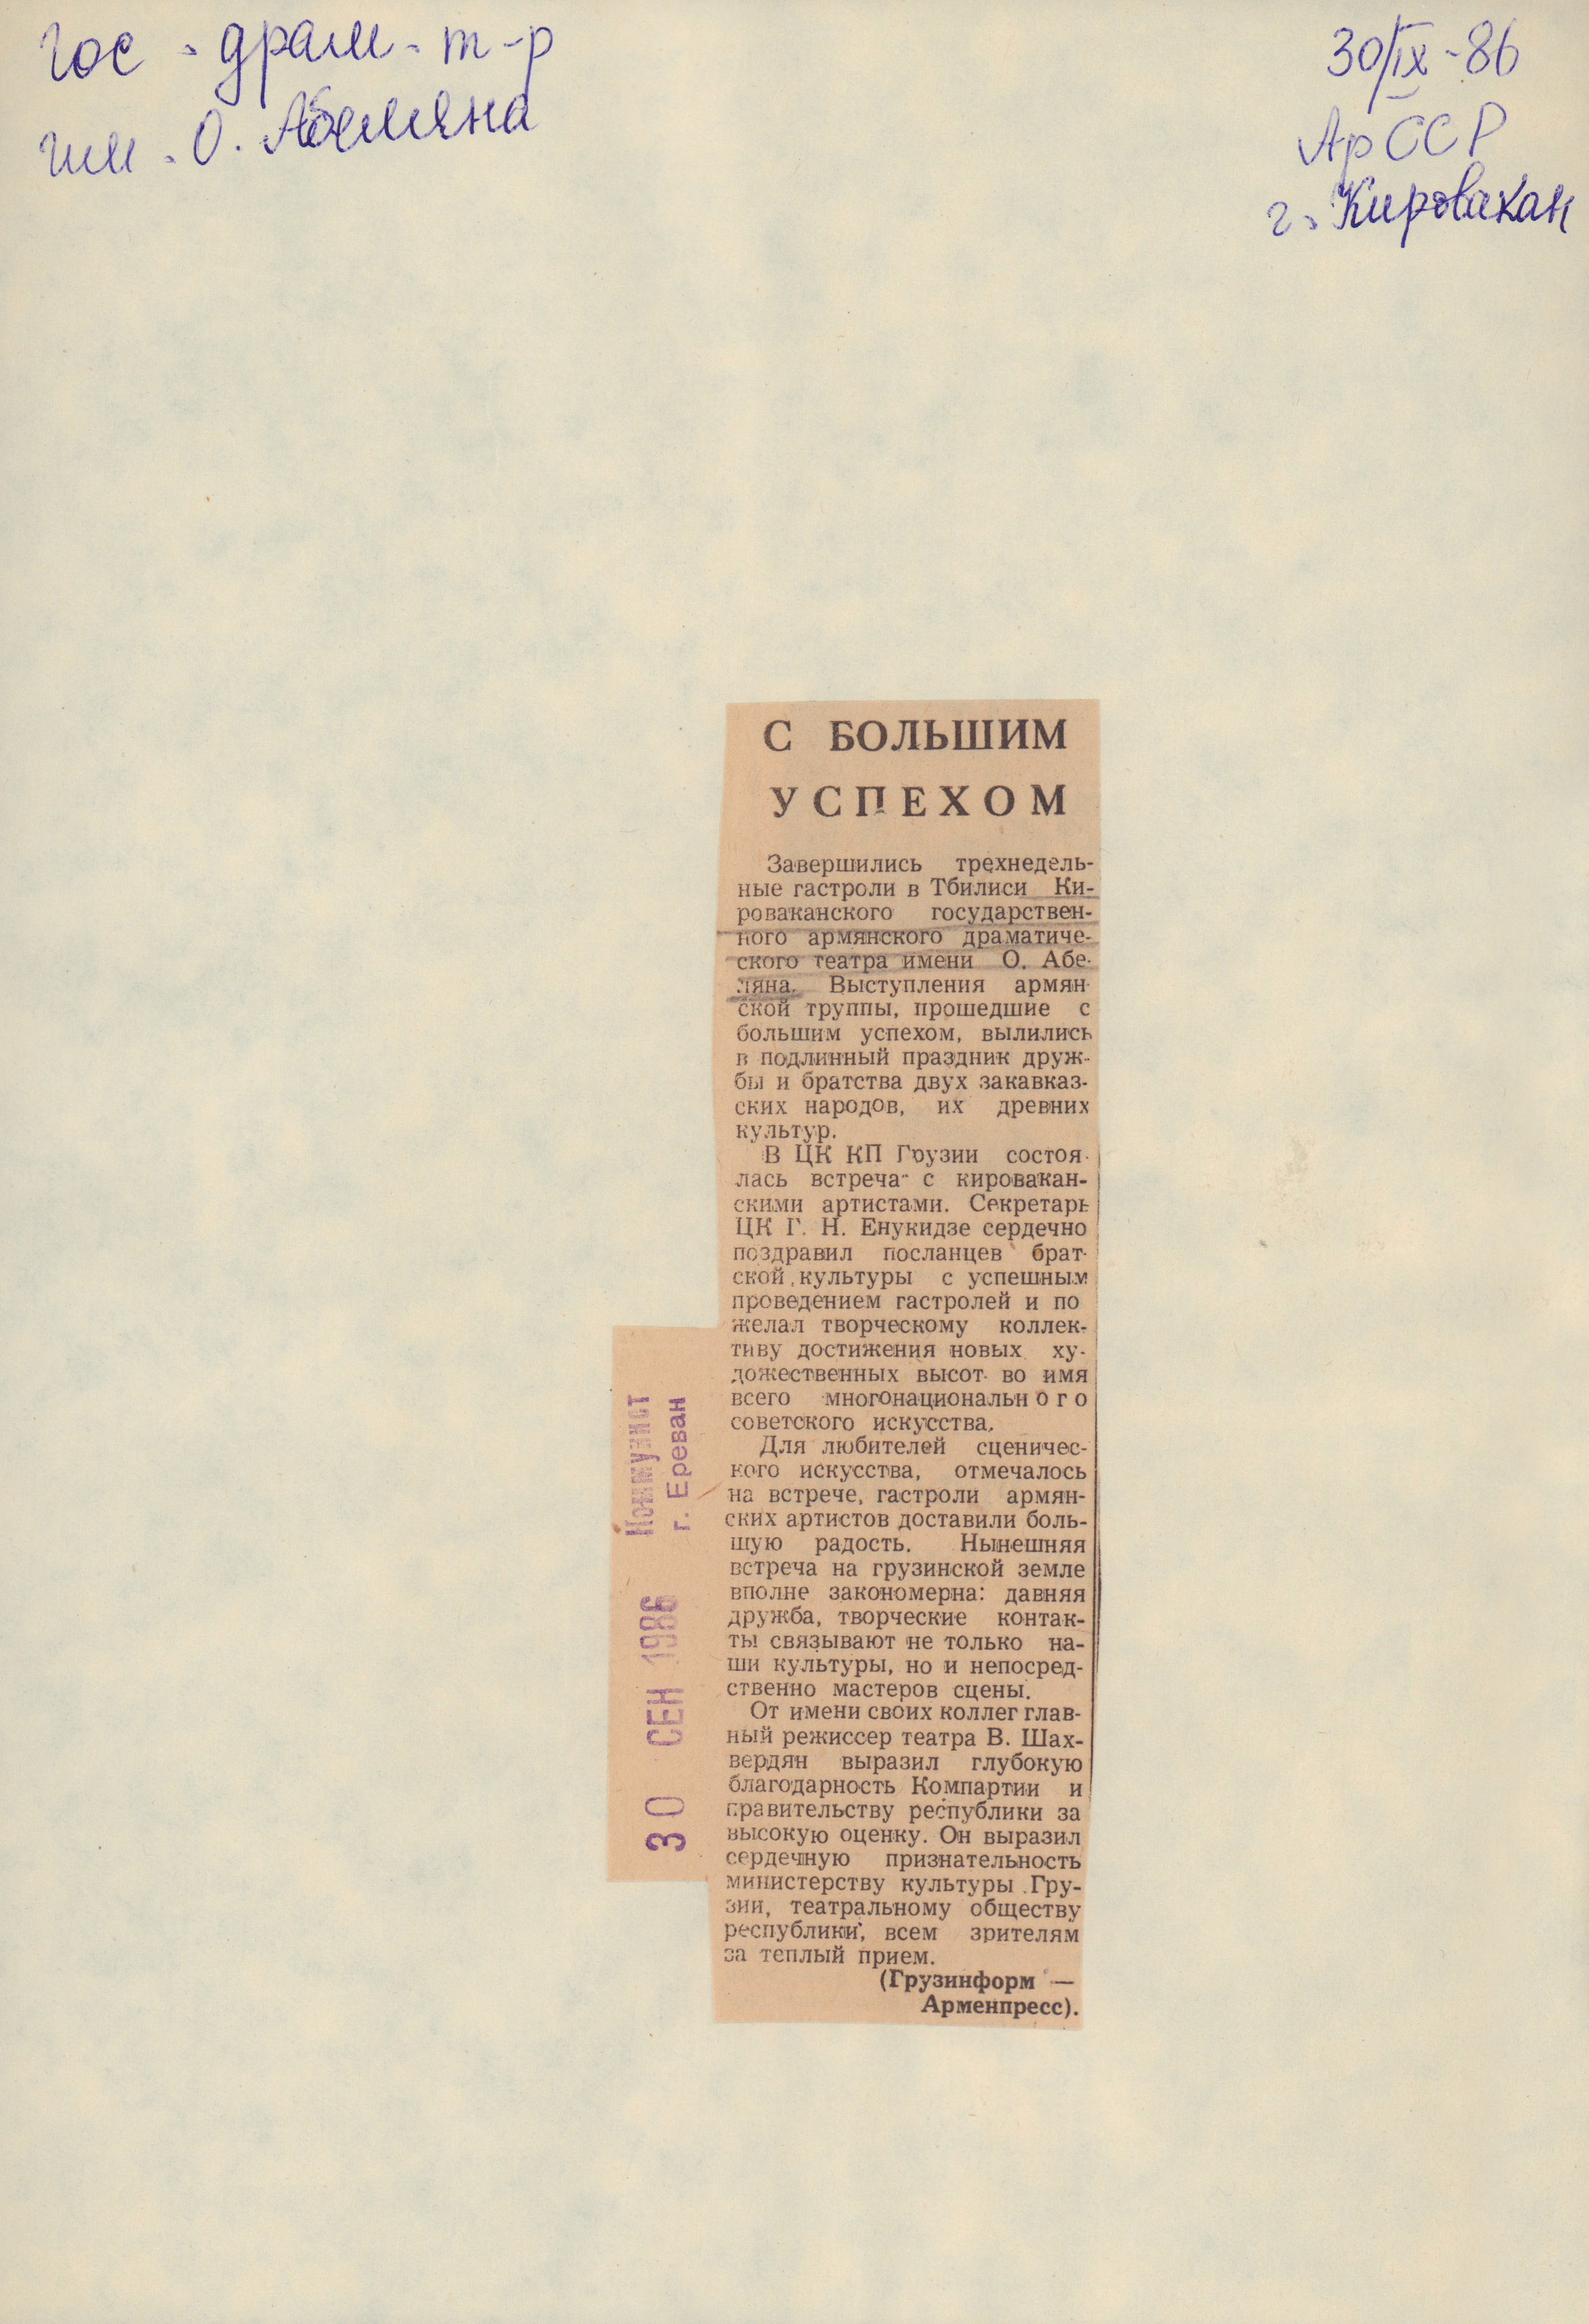 гос. драм. т-р
им. О. Абеляна
30/IX-86
АрССР
г. Кировакан
С БОЛЬШИМ
УСПЕХОМ
Завершились трехнедель-
ные гастроли в Тбилиси Ки-
роваканского государствен-
ного армянского драматиче-
ского театра имени О. Абе-
ляна. Выступления армян-
ской труппы, прошедшие с
большим успехом, вылились
в подлинный праздник друж-
бы и братства двух закавказ-
ских народов, их древних
культур.
В ЦК КП Грузии состоя-
лась встреча с кировакан-
скими артистами. Секретарь
ЦК Г. Н. Енукидзе сердечно
поздравил посланцев брат-
ской культуры с успешным
проведением гастролей и по
желал творческому коллек-
тиву достижения новых ху-
дожественных высот во имя
всего многонационального
советского искусства.
Для любителей сценичес-
кого искусства, отмечалось
на встрече, гастроли армян-
ских артистов доставили боль-
шую радость. Нынешняя
встреча на грузинской земле
вполне закономерна: давняя
дружба, творческие контак-
ты связывают не только на-
ши культуры, но и непосред-
ственно мастеров сцены.
От имени своих коллег глав-
ный режиссер театра В. Шах-
вердян выразил глубокую
благодарность Компартии и
правительству республики за
высокую оценку. Он выразил
сердечную признательность
министерству культуры Гру-
зии, театральному обществу
республики, всем зрителям
за теплый прием.
(Грузинформ —
Арменпресс).
Коммунист
г. Ереван
30 СЕН 1986